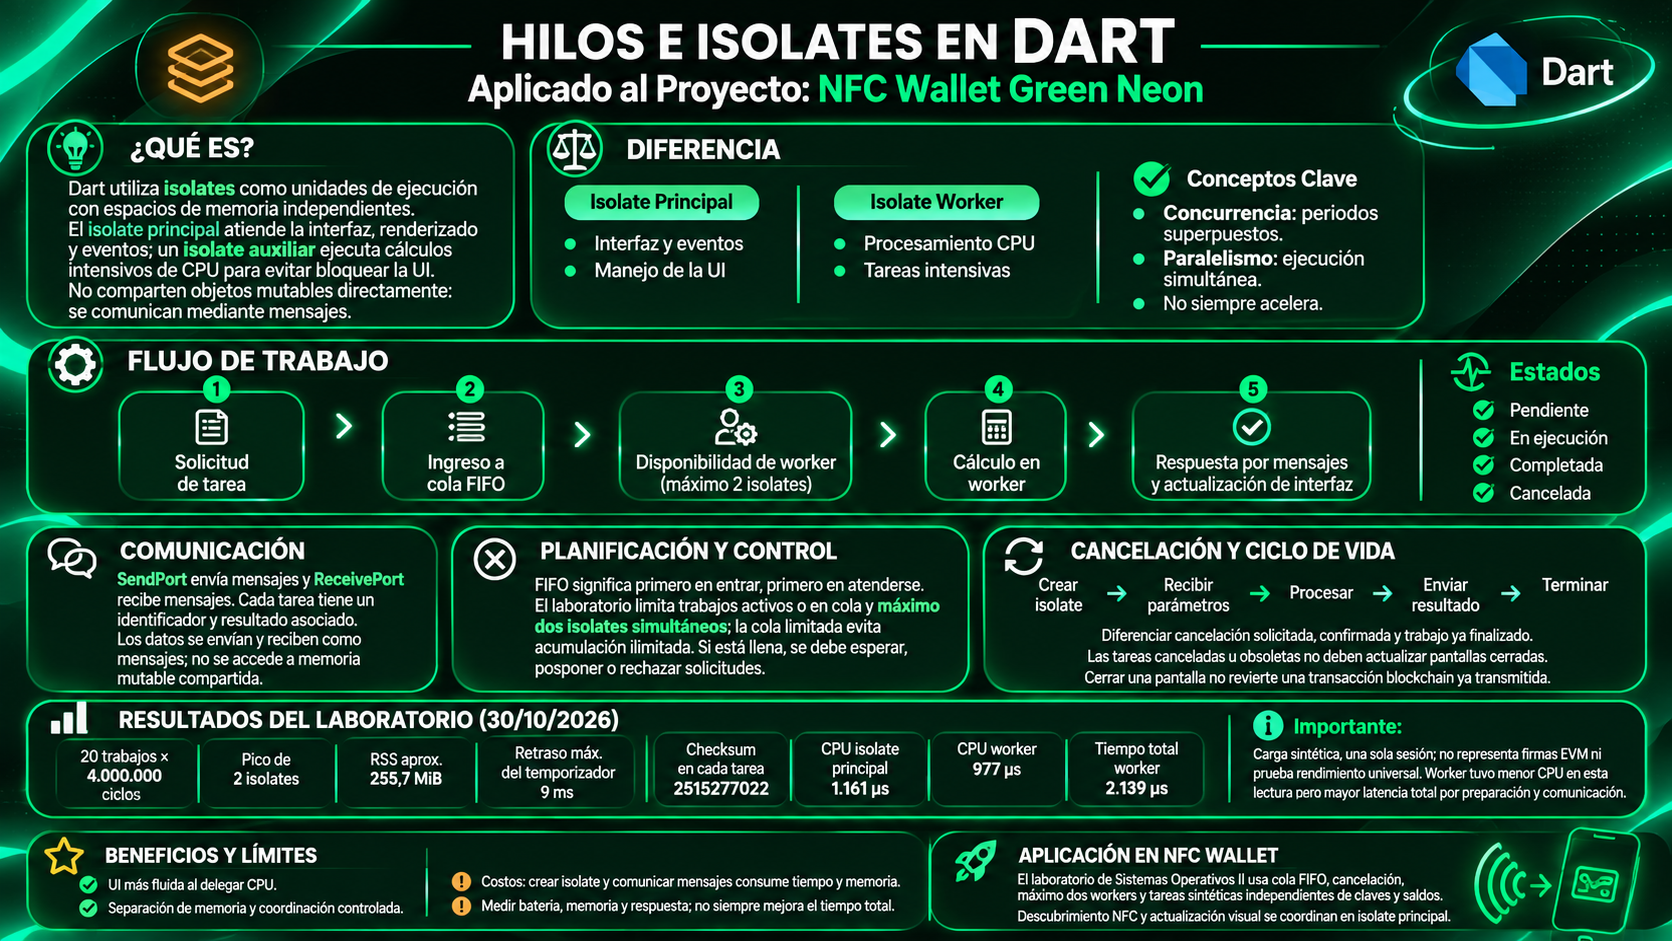 HILOS E ISOLATES EN DART
Aplicado al Proyecto: NFC Wallet Green Neon
Dart
¿QUÉ ES?
Dart utiliza isolates como unidades de ejecución
con espacios de memoria independientes.
El isolate principal atiende la interfaz, renderizado
y eventos; un isolate auxiliar ejecuta cálculos
intensivos de CPU para evitar bloquear la UI.
No comparten objetos mutables directamente:
se comunican mediante mensajes.
DIFERENCIA
Isolate Principal
Interfaz y eventos
Manejo de la UI
Isolate Worker
Procesamiento CPU
Tareas intensivas
Conceptos Clave
Concurrencia: periodos
superpuestos.
Paralelismo: ejecución
simultánea.
No siempre acelera.
FLUJO DE TRABAJO
1
Solicitud
de tarea
2
Ingreso a
cola FIFO
3
Disponibilidad de worker
(máximo 2 isolates)
4
Cálculo en
worker
5
Respuesta por mensajes
y actualización de interfaz
Estados
Pendiente
En ejecución
Completada
Cancelada
COMUNICACIÓN
SendPort envía mensajes y ReceivePort
recibe mensajes. Cada tarea tiene un
identificador y resultado asociado.
Los datos se envían y reciben como
mensajes; no se accede a memoria
mutable compartida.
PLANIFICACIÓN Y CONTROL
FIFO significa primero en entrar, primero en atenderse.
El laboratorio limita trabajos activos o en cola y máximo
dos isolates simultáneos; la cola limitada evita
acumulación ilimitada. Si está llena, se debe esperar,
posponer o rechazar solicitudes.
CANCELACIÓN Y CICLO DE VIDA
Crear
isolate
Recibir
parámetros
Procesar
Enviar
resultado
Terminar
Diferenciar cancelación solicitada, confirmada y trabajo ya finalizado.
Las tareas canceladas u obsoletas no deben actualizar pantallas cerradas.
Cerrar una pantalla no revierte una transacción blockchain ya transmitida.
RESULTADOS DEL LABORATORIO (30/10/2026)
20 trabajos ×
4.000.000
ciclos
Pico de
2 isolates
RSS aprox.
255,7 MiB
Retraso máx.
del temporizador
9 ms
Checksum
en cada tarea
2515277022
CPU isolate
principal
1.161 µs
CPU worker
977 µs
Tiempo total
worker
2.139 µs
Importante:
Carga sintética, una sola sesión; no representa firmas EVM ni
prueba rendimiento universal. Worker tuvo menor CPU en esta
lectura pero mayor latencia total por preparación y comunicación.
BENEFICIOS Y LÍMITES
UI más fluida al delegar CPU.
Separación de memoria y coordinación controlada.
Costos: crear isolate y comunicar mensajes consume tiempo y memoria.
Medir batería, memoria y respuesta; no siempre mejora el tiempo total.
APLICACIÓN EN NFC WALLET
El laboratorio de Sistemas Operativos II usa cola FIFO, cancelación,
máximo dos workers y tareas sintéticas independientes de claves y saldos.
Descubrimiento NFC y actualización visual se coordinan en isolate principal.